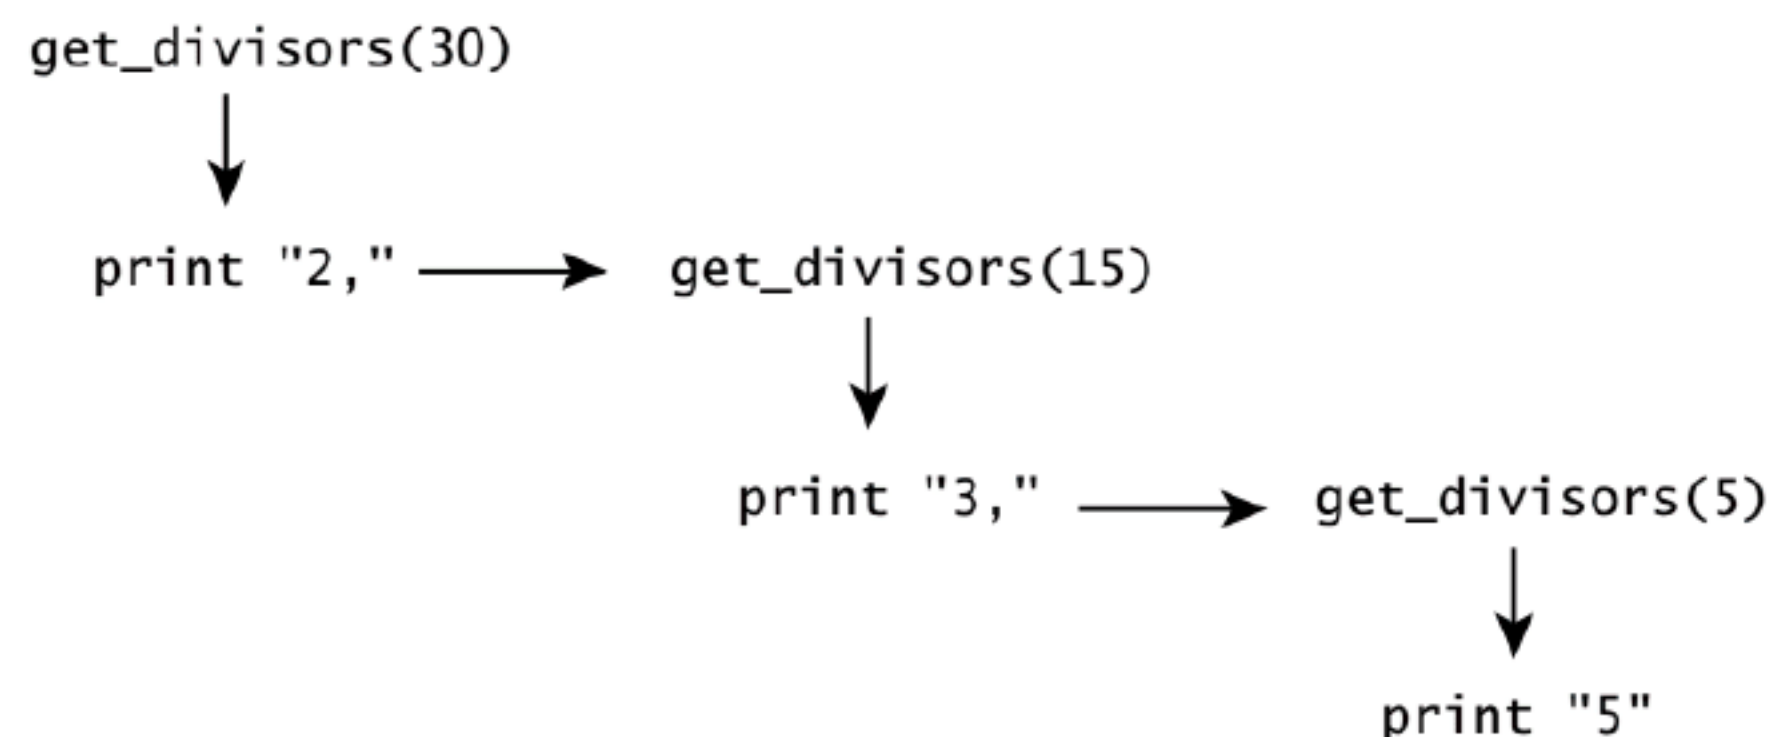 get_divisors(30)
print "2," get_divisors(15)
print "3," get_divisors(5)
print "5"